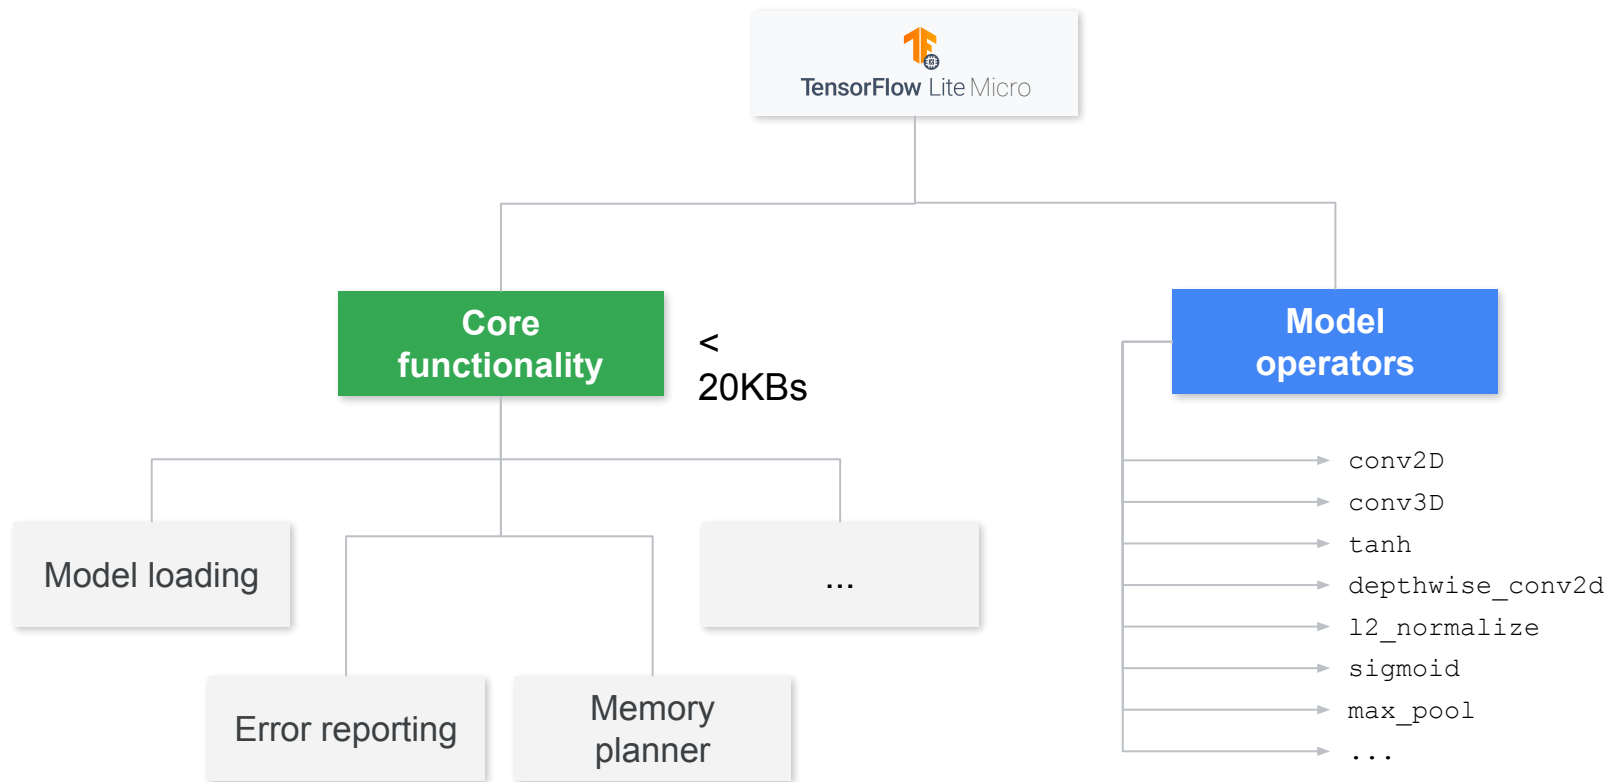 TensorFlow Lite Micro
Core
functionality
<
20KBs
Model
operators
Model loading
Error reporting
Memory
planner
...
conv2D
conv3D
tanh
depthwise_conv2d
l2_normalize
sigmoid
max_pool
...